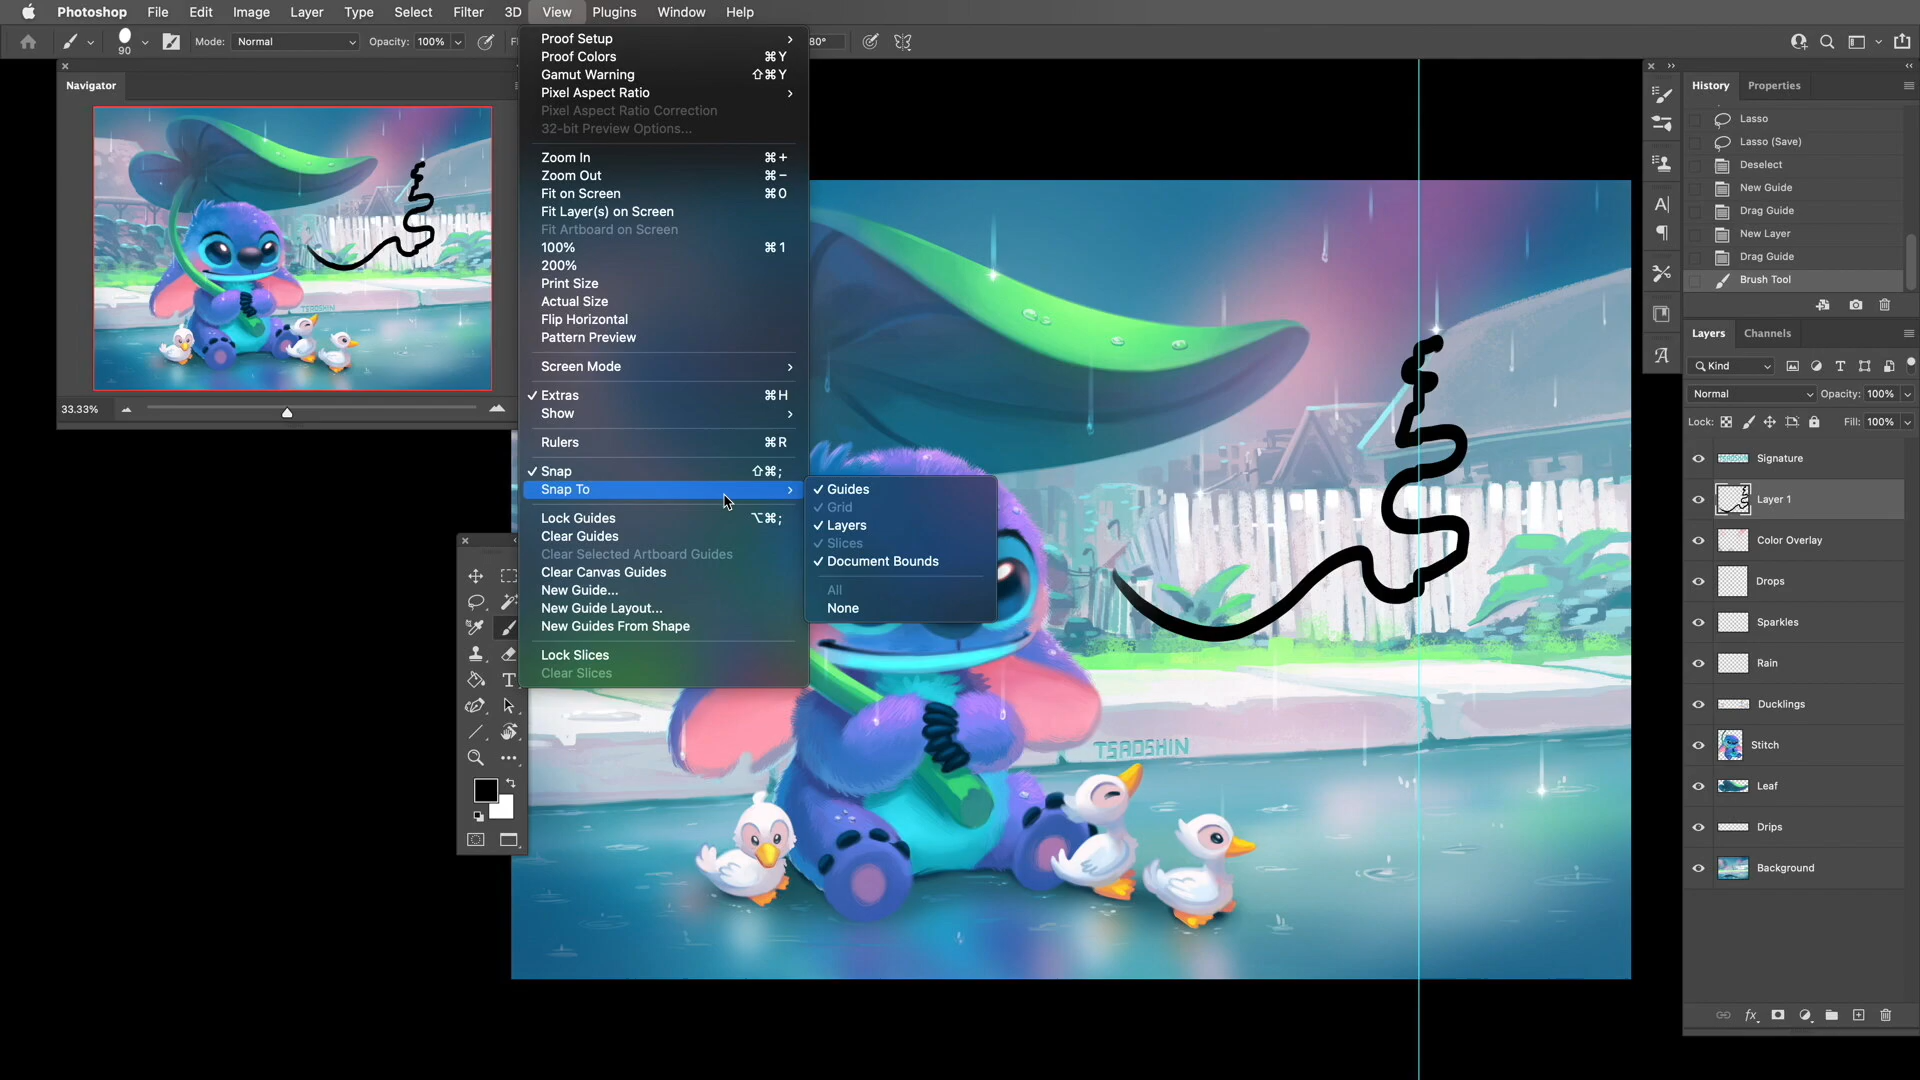 Photoshop File Edit Image Layer Type Select Filter 3D View Plugins Window Help
90 Mode: Normal Opacity: 100%
Navigator
33.33%
Proof Setup
Proof Colors ⌘Y
Gamut Warning ⇧⌘Y
Pixel Aspect Ratio
Pixel Aspect Ratio Correction
32-bit Preview Options...
Zoom In ⌘+
Zoom Out ⌘−
Fit on Screen ⌘0
Fit Layer(s) on Screen
Fit Artboard on Screen
100% ⌘1
200%
Print Size
Actual Size
Flip Horizontal
Pattern Preview
Screen Mode
✓ Extras ⌘H
Show
Rulers ⌘R
✓ Snap ⇧⌘;
Snap To
Lock Guides ⌥⌘;
Clear Guides
Clear Selected Artboard Guides
Clear Canvas Guides
New Guide...
New Guide Layout...
New Guides From Shape
Lock Slices
Clear Slices
✓ Guides
✓ Grid
✓ Layers
✓ Slices
✓ Document Bounds
All
None
TSAOSHIN
History Properties
Lasso
Lasso (Save)
Deselect
New Guide
Drag Guide
New Layer
Drag Guide
Brush Tool
Layers Channels
Kind
Normal Opacity: 100%
Lock: Fill: 100%
Signature
Layer 1
Color Overlay
Drops
Sparkles
Rain
Ducklings
Stitch
Leaf
Drips
Background